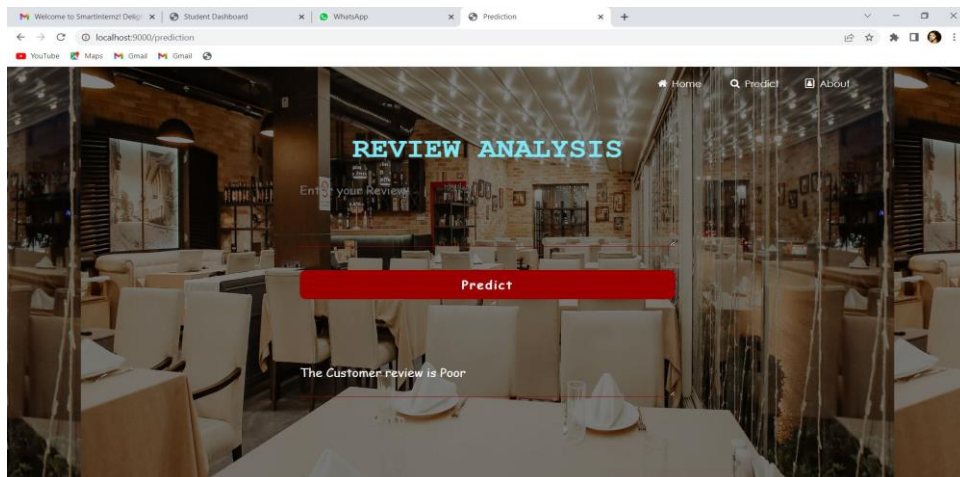 Welcome to SmartInternz! Delig
Student Dashboard
WhatsApp
Prediction
localhost:9000/prediction
YouTube
Maps
Gmail
Gmail
Home
Predict
About
REVIEW ANALYSIS
Enter your Review
Predict
The Customer review is Poor